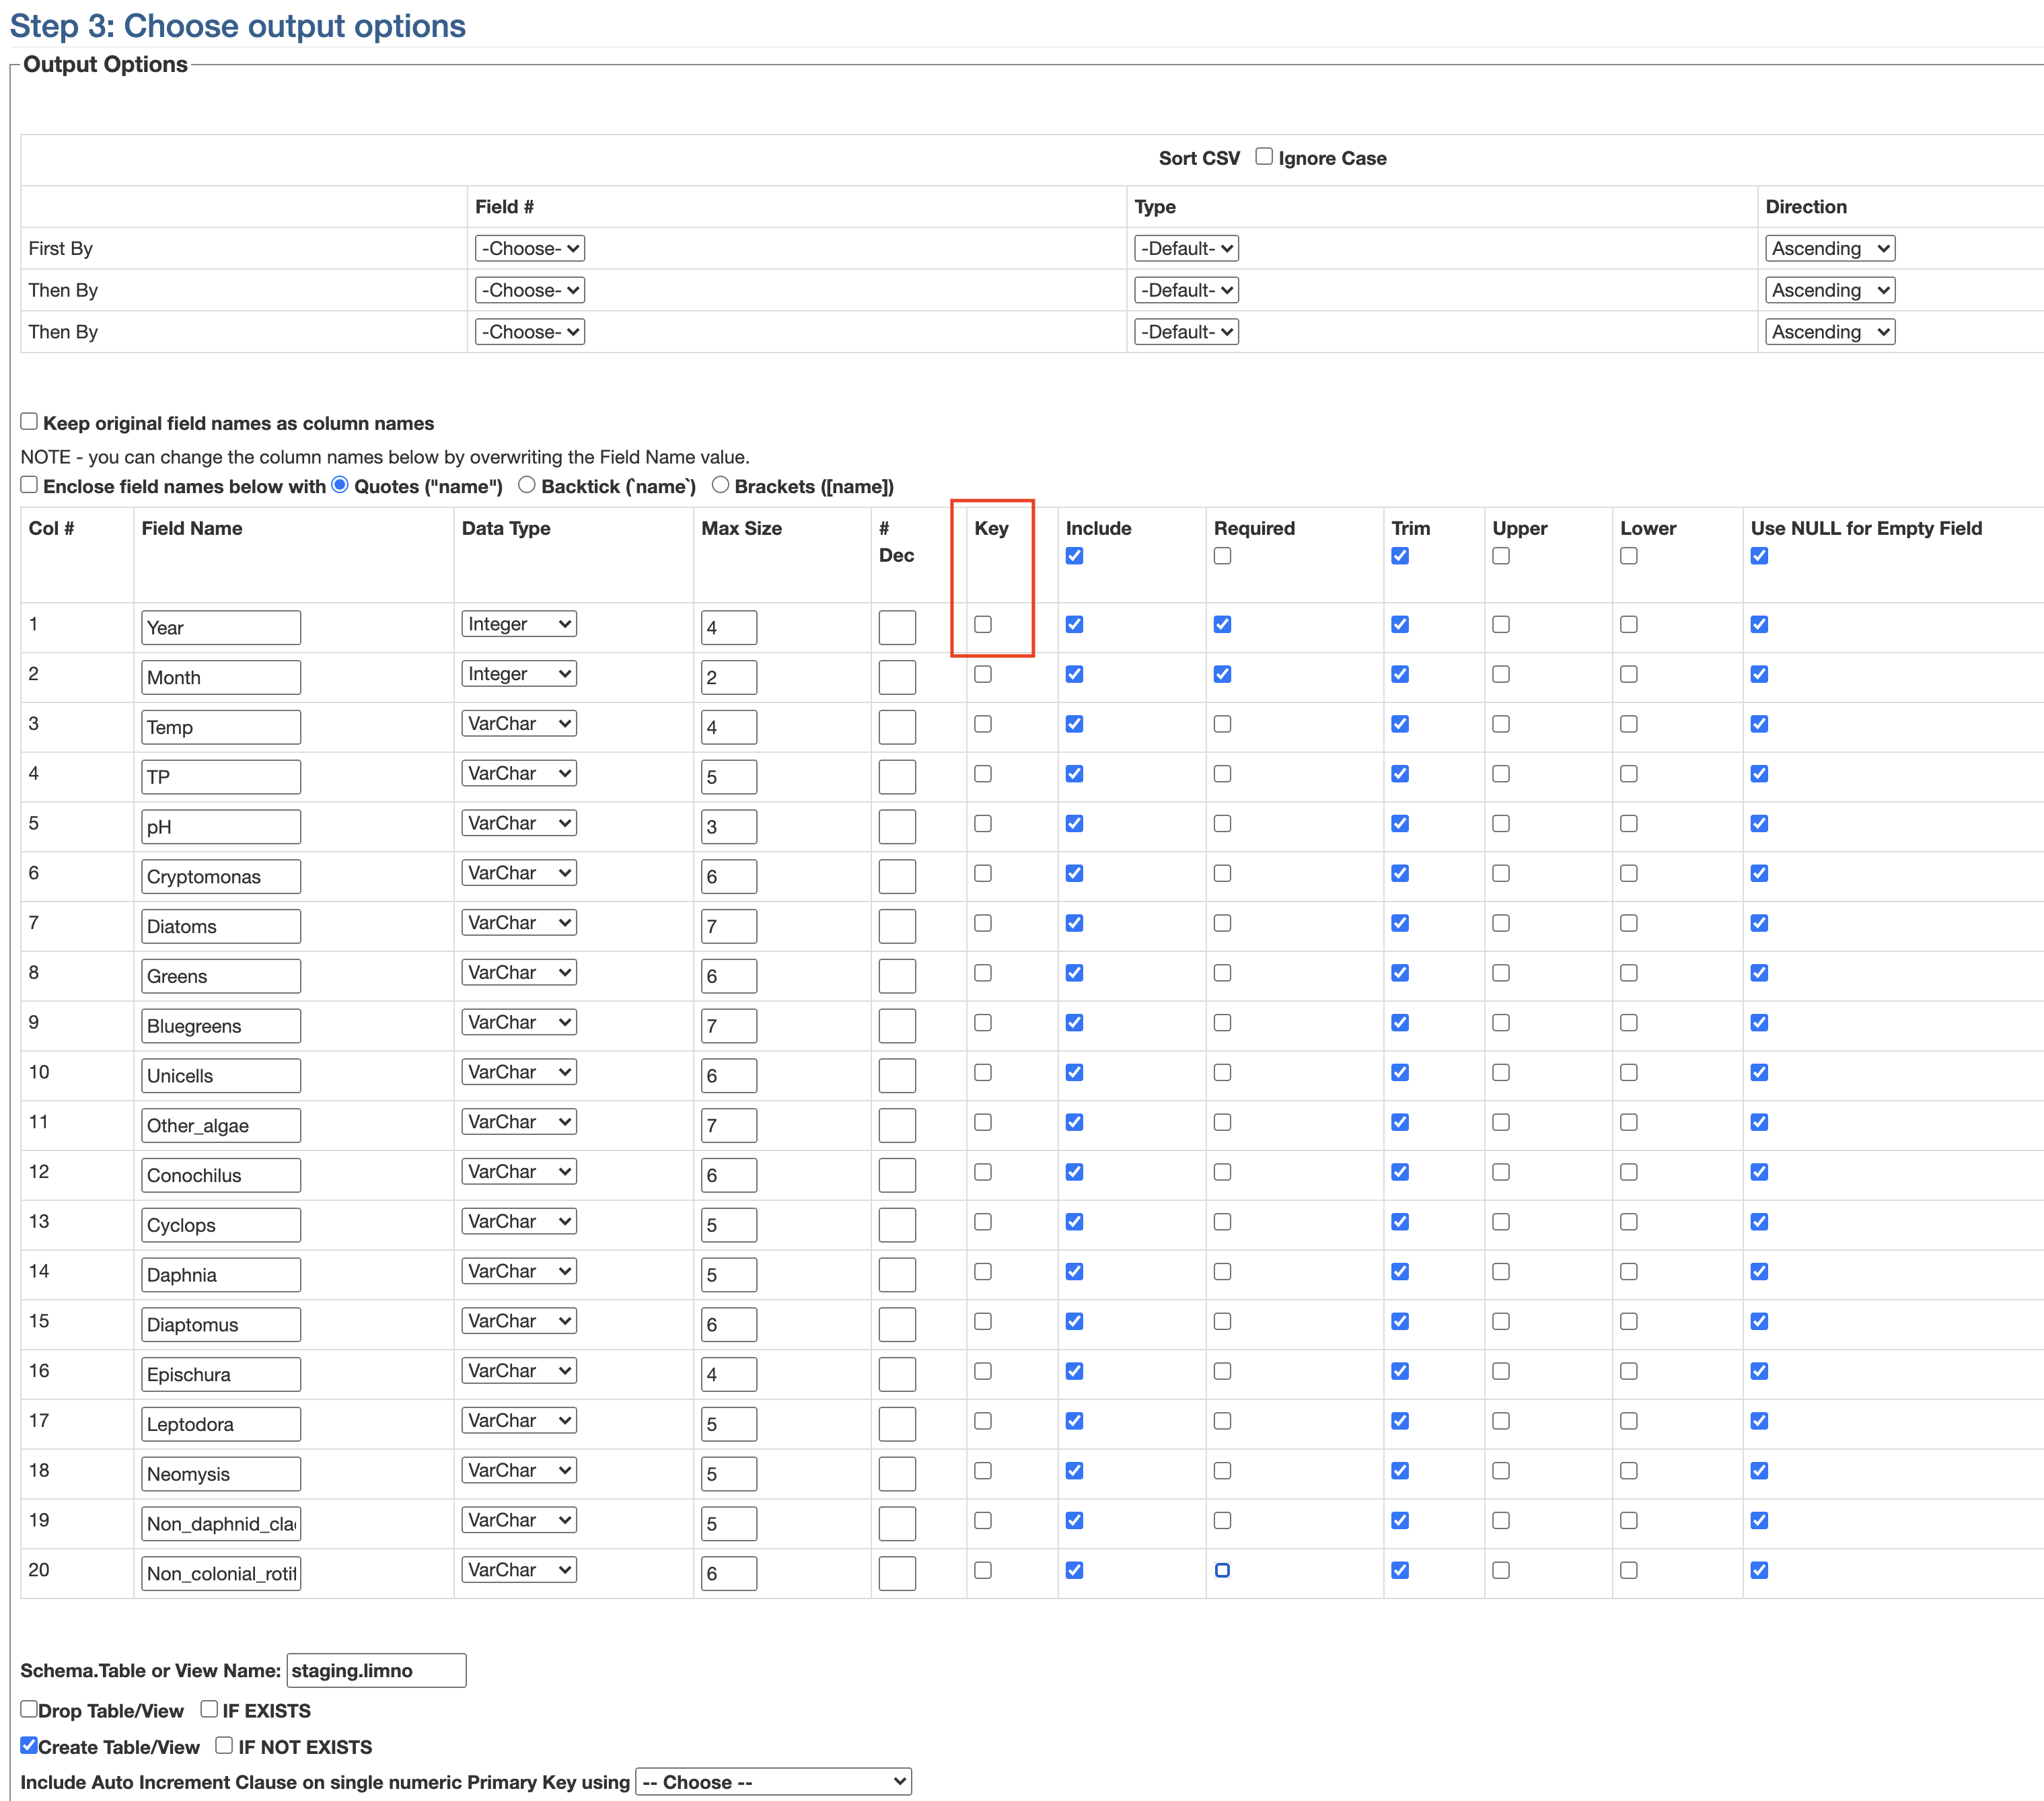 Step 3: Choose output options
Output Options
Sort CSV Ignore Case
Field # Type Direction
First By -Choose- -Default- Ascending
Then By -Choose- -Default- Ascending
Then By -Choose- -Default- Ascending
Keep original field names as column names
NOTE - you can change the column names below by overwriting the Field Name value.
Enclose field names below with Quotes ("name") Backtick (`name`) Brackets ([name])
Col # Field Name Data Type Max Size # Dec Key Include Required Trim Upper Lower Use NULL for Empty Field
1 Year Integer 4
2 Month Integer 2
3 Temp VarChar 4
4 TP VarChar 5
5 pH VarChar 3
6 Cryptomonas VarChar 6
7 Diatoms VarChar 7
8 Greens VarChar 6
9 Bluegreens VarChar 7
10 Unicells VarChar 6
11 Other_algae VarChar 7
12 Conochilus VarChar 6
13 Cyclops VarChar 5
14 Daphnia VarChar 5
15 Diaptomus VarChar 6
16 Epischura VarChar 4
17 Leptodora VarChar 5
18 Neomysis VarChar 5
19 Non_daphnid_cla VarChar 5
20 Non_colonial_roti VarChar 6
Schema.Table or View Name: staging.limno
Drop Table/View IF EXISTS
Create Table/View IF NOT EXISTS
Include Auto Increment Clause on single numeric Primary Key using -- Choose --